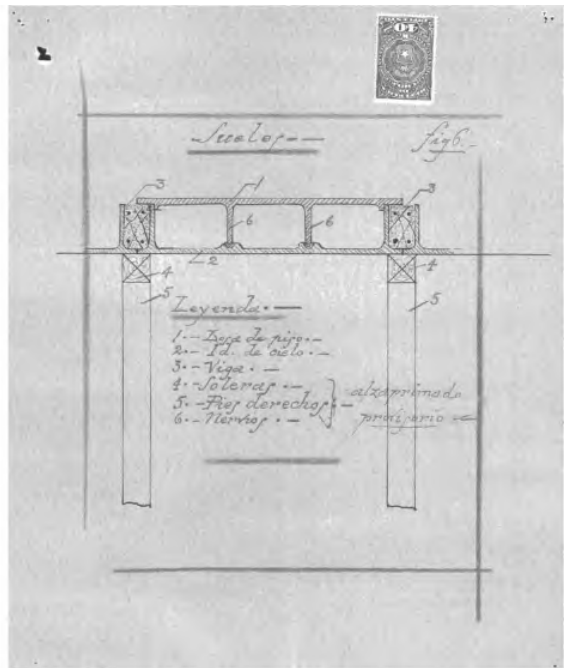 Suelos.- —
fig 6.-
3
1
3
6
6
2
4
4
5
5
Leyenda.- —
1.- Losa de piso.-
2.- Id. de cielo.-
3.- Viga.-
4.- Soleras.-
5.- Pies derechos.-
6.- Nervios.-
alzaprimado
provisorio